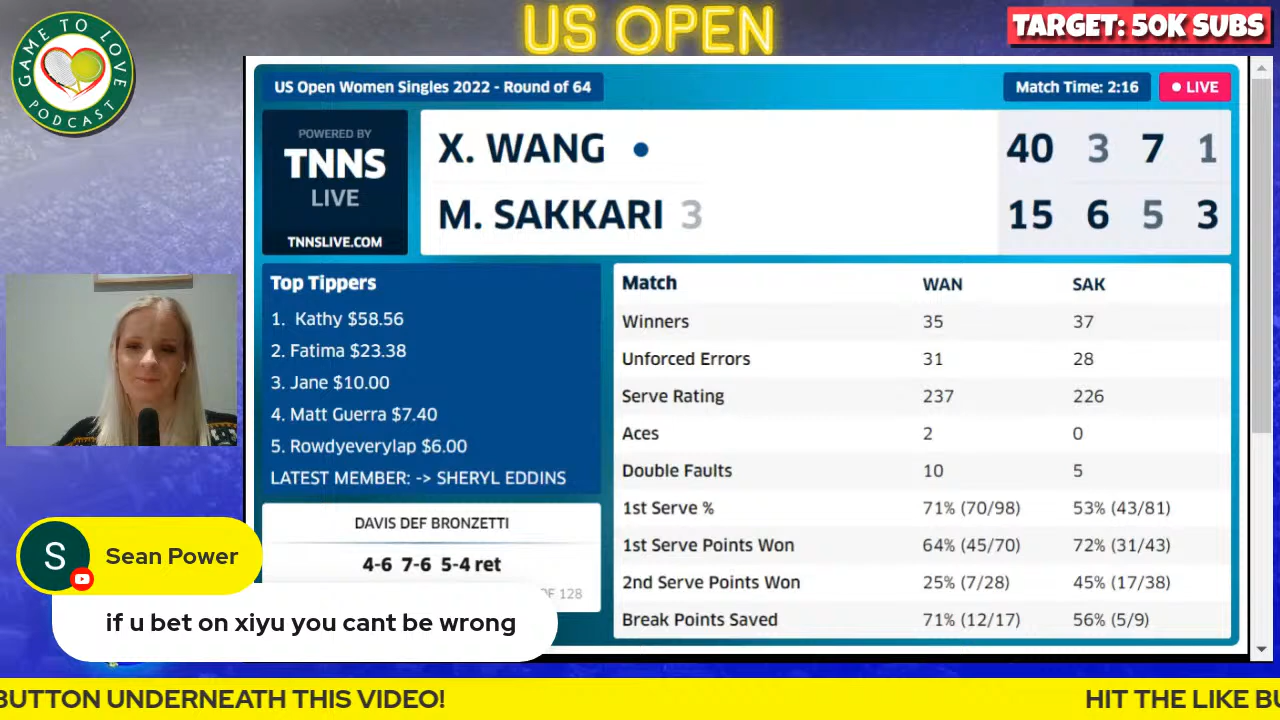 GAME TO LOVE
PODCAST
US OPEN
TARGET: 50K SUBS
US Open Women Singles 2022 - Round of 64
Match Time: 2:16
LIVE
POWERED BY
TNNS
LIVE
TNNSLIVE.COM
X. WANG 40 3 7 1
M. SAKKARI 3 15 6 5 3
Top Tippers
1. Kathy $58.56
2. Fatima $23.38
3. Jane $10.00
4. Matt Guerra $7.40
5. Rowdyeverylap $6.00
LATEST MEMBER: -> SHERYL EDDINS
DAVIS DEF BRONZETTI
4-6 7-6 5-4 ret
OF 128
Match WAN SAK
Winners 35 37
Unforced Errors 31 28
Serve Rating 237 226
Aces 2 0
Double Faults 10 5
1st Serve % 71% (70/98) 53% (43/81)
1st Serve Points Won 64% (45/70) 72% (31/43)
2nd Serve Points Won 25% (7/28) 45% (17/38)
Break Points Saved 71% (12/17) 56% (5/9)
S
Sean Power
if u bet on xiyu you cant be wrong
BUTTON UNDERNEATH THIS VIDEO! HIT THE LIKE BU